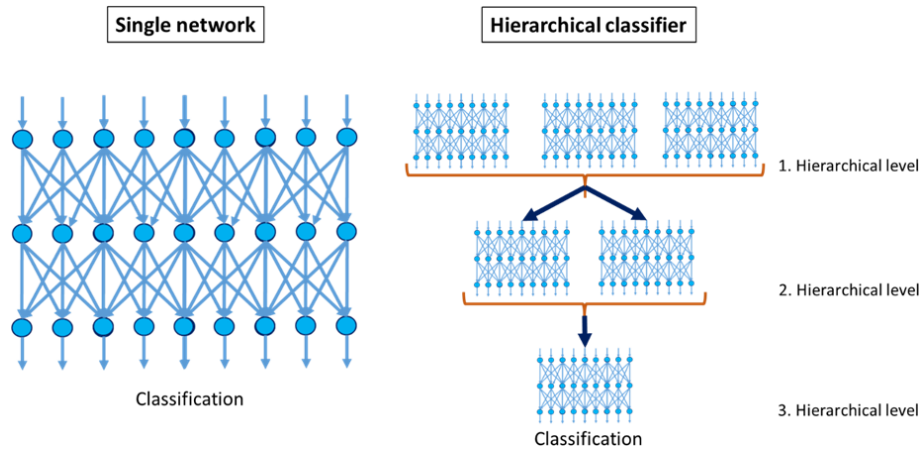 Single network
Hierarchical classifier
1. Hierarchical level
2. Hierarchical level
Classification
3. Hierarchical level
Classification